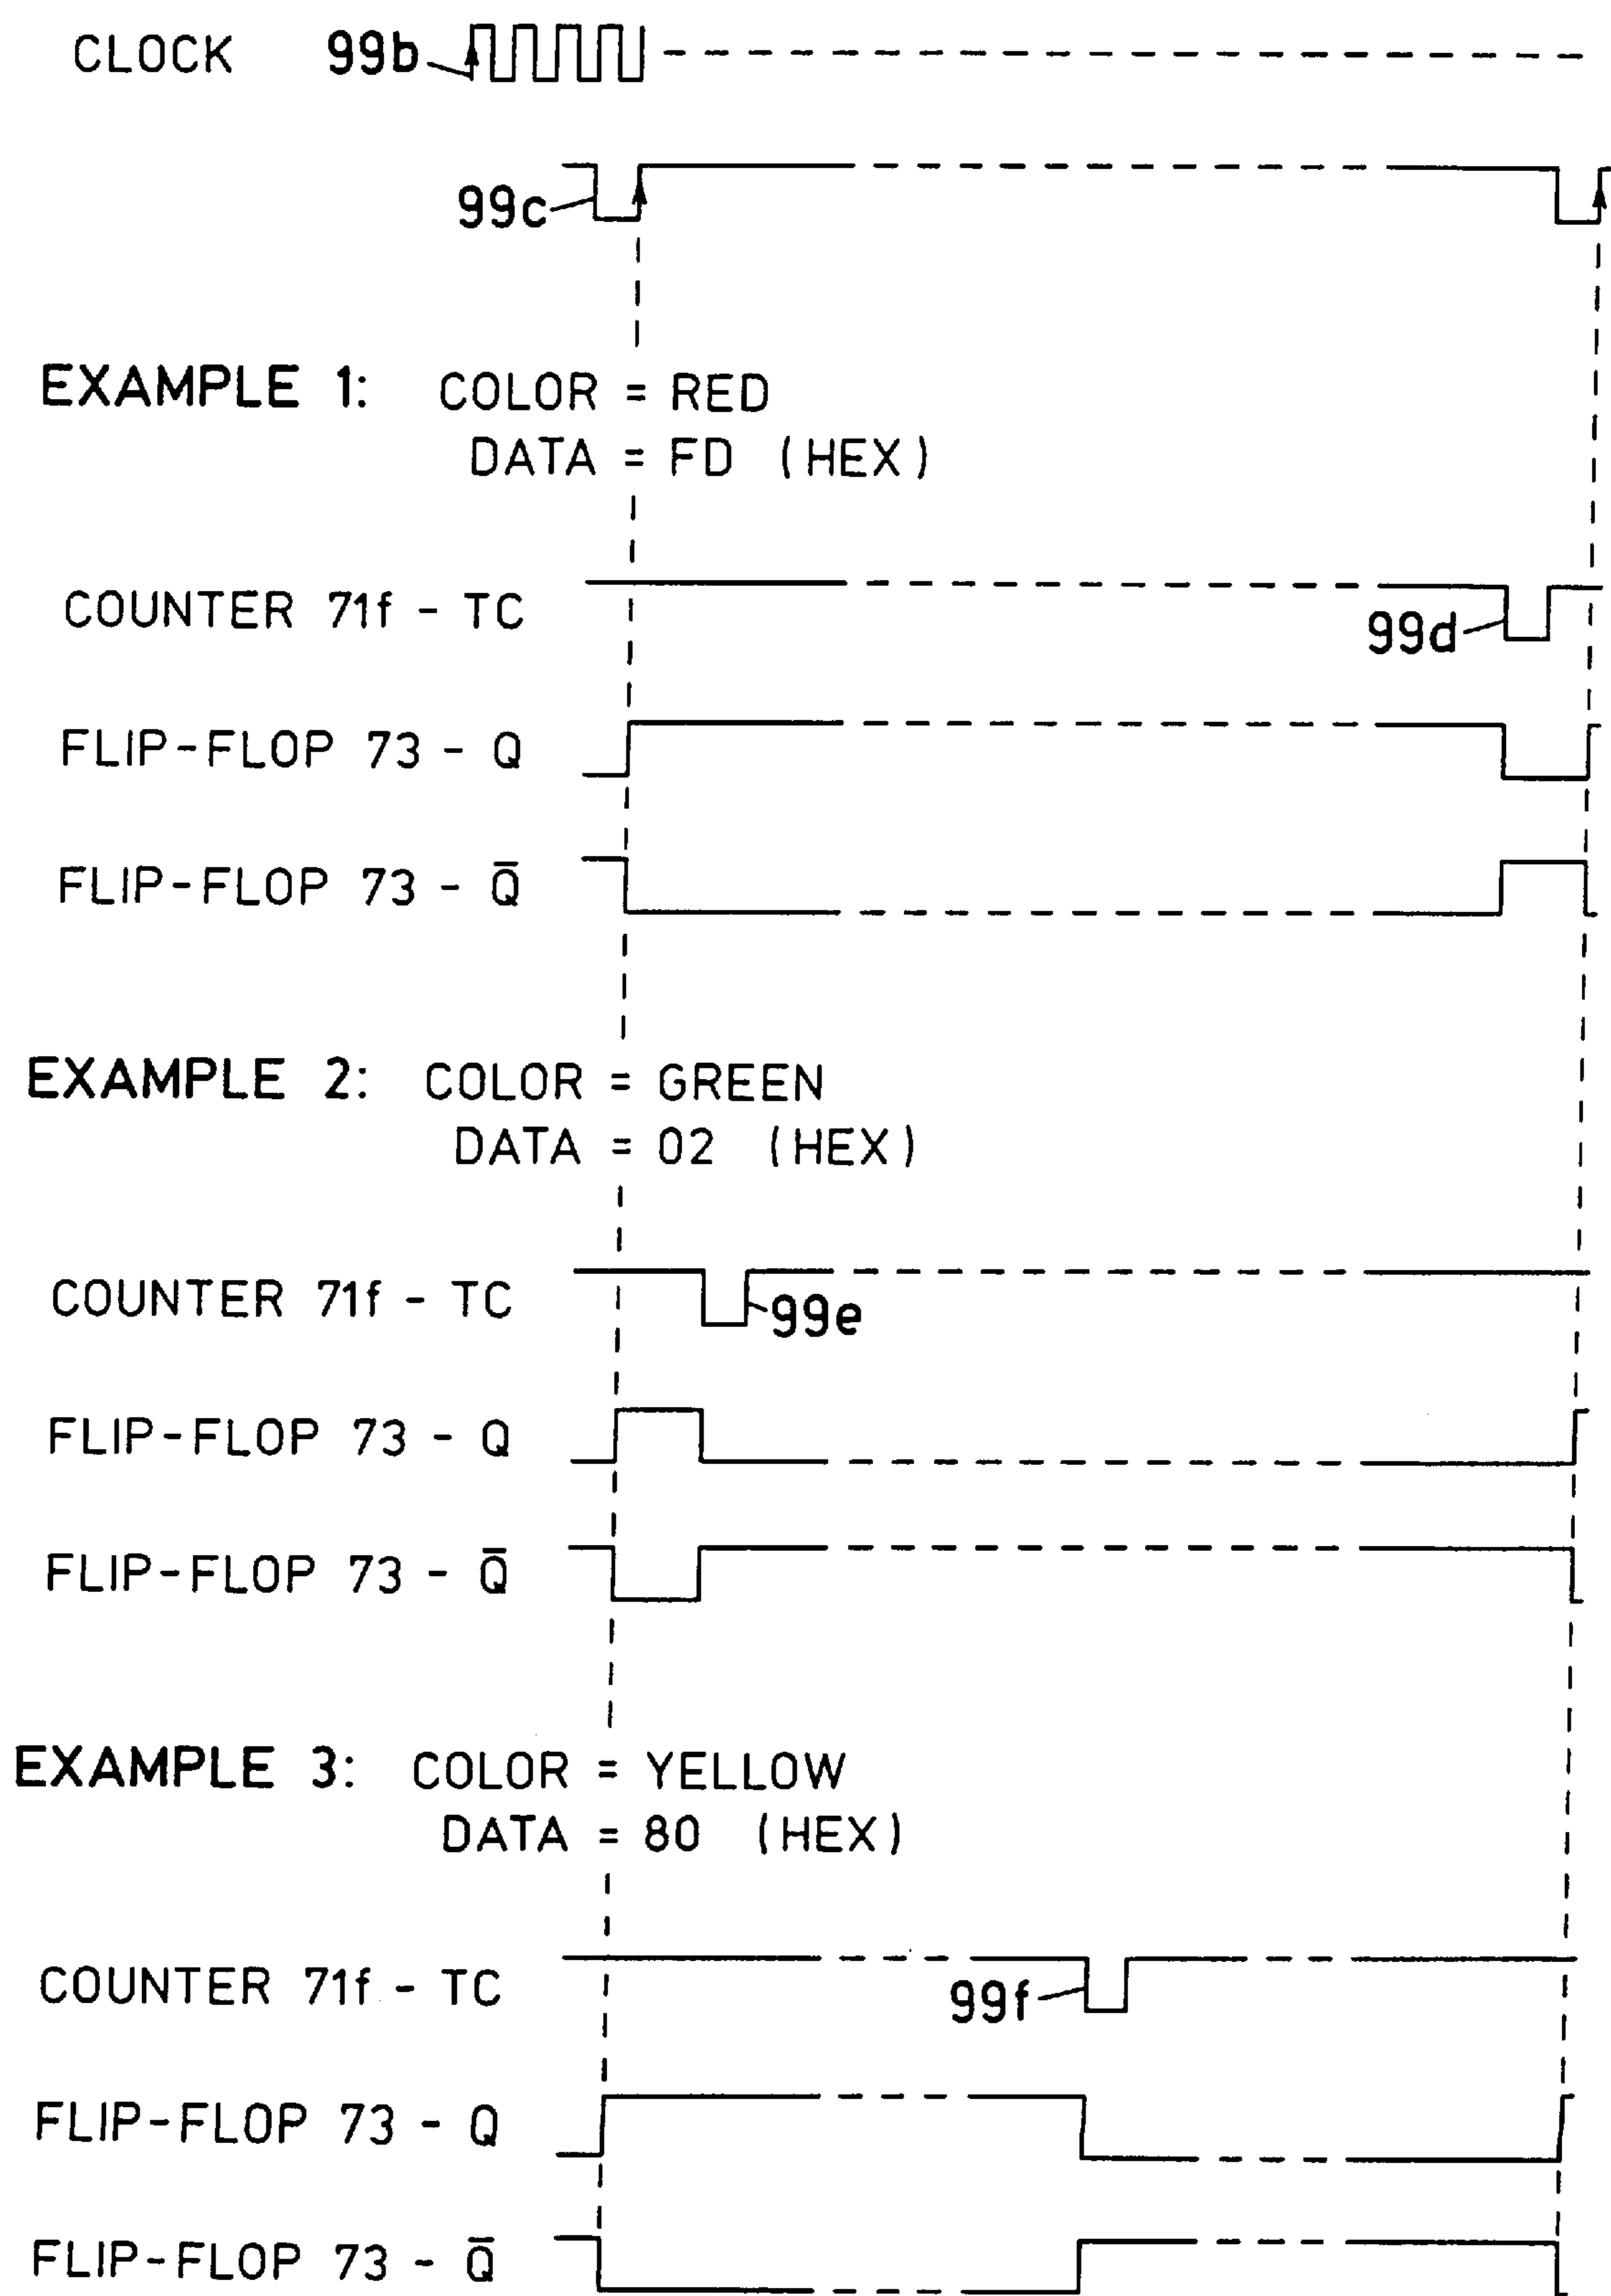 CLOCK 99b
99c
EXAMPLE 1: COLOR = RED
DATA = FD (HEX)
COUNTER 71f - TC
99d
FLIP-FLOP 73 - Q
FLIP-FLOP 73 - Q̅
EXAMPLE 2: COLOR = GREEN
DATA = 02 (HEX)
COUNTER 71f - TC
99e
FLIP-FLOP 73 - Q
FLIP-FLOP 73 - Q̅
EXAMPLE 3: COLOR = YELLOW
DATA = 80 (HEX)
COUNTER 71f - TC
99f
FLIP-FLOP 73 - Q
FLIP-FLOP 73 - Q̅